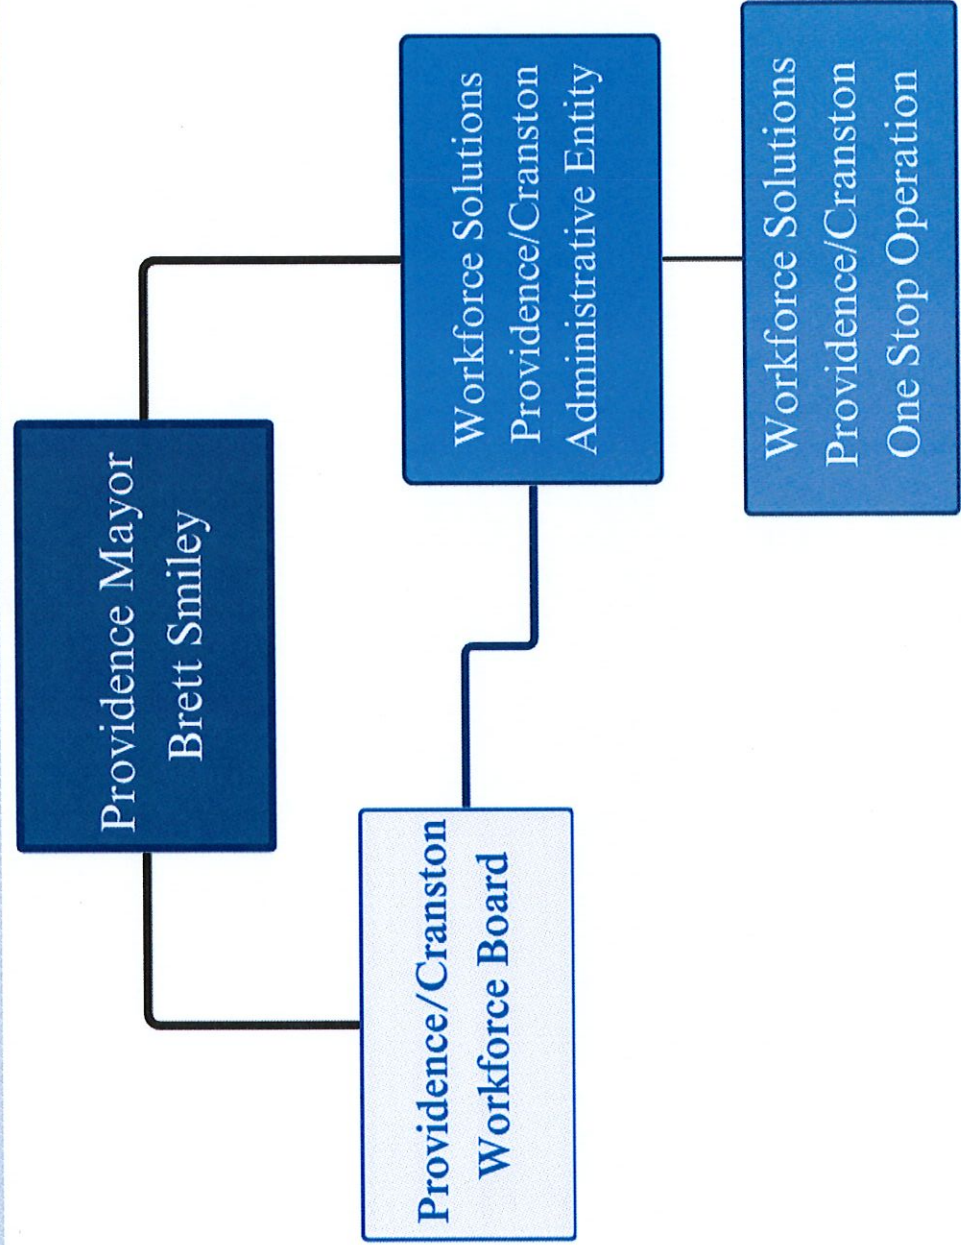 Providence Mayor
Brett Smiley
Providence/Cranston
Workforce Board
Workforce Solutions
Providence/Cranston
Administrative Entity
Workforce Solutions
Providence/Cranston
One Stop Operation